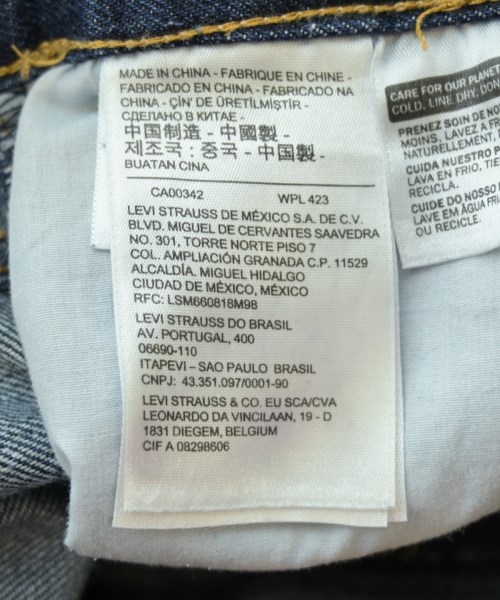 MADE IN CHINA - FABRIQUE EN CHINE -
FABRICADO EN CHINA - FABRICADO NA
CHINA - ÇİN' DE ÜRETİLMİŞTİR -
СДЕЛАНО В КИТАЕ -
中国制造 - 中國製 -
제조국 : 중국 - 中国製 -
BUATAN CINA
CA00342 WPL 423
LEVI STRAUSS DE MÉXICO S.A. DE C.V.
BLVD. MIGUEL DE CERVANTES SAAVEDRA
NO. 301, TORRE NORTE PISO 7
COL. AMPLIACIÓN GRANADA C.P. 11529
ALCALDÍA. MIGUEL HIDALGO
CIUDAD DE MÉXICO, MÉXICO
RFC: LSM660818M98
LEVI STRAUSS DO BRASIL
AV. PORTUGAL, 400
06690-110
ITAPEVI – SAO PAULO BRASIL
CNPJ: 43.351.097/0001-90
LEVI STRAUSS & CO. EU SCA/CVA
LEONARDO DA VINCILAAN, 19 - D
1831 DIEGEM, BELGIUM
CIF A 08298606
CARE FOR OUR PLANET
COLD, LINE DRY, DON
PRENEZ SOIN DE NO
MOINS, LAVEZ À FR
NATURELLEMENT,
CUIDA NUESTRO P
LAVA EN FRÍO, TIE
RECICLA.
CUIDE DO NOSSO
LAVE EM ÁGUA FRI
OU RECICLE.